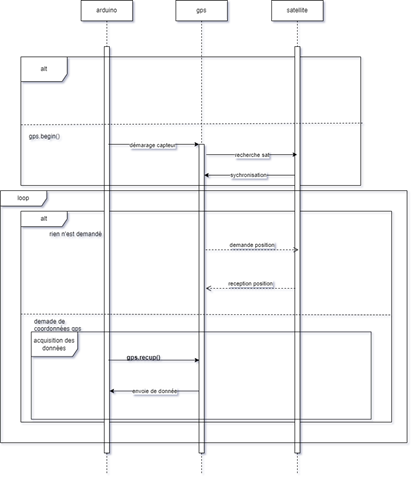 arduino
gps
satellite
alt
gps.begin()
démarage capteur
recherche sat
sychronisation
loop
alt
rien n'est demandé
demande position
reception position
demade de
coordonnées gps
acquisition des
données
gps.recup()
envoie de donnée